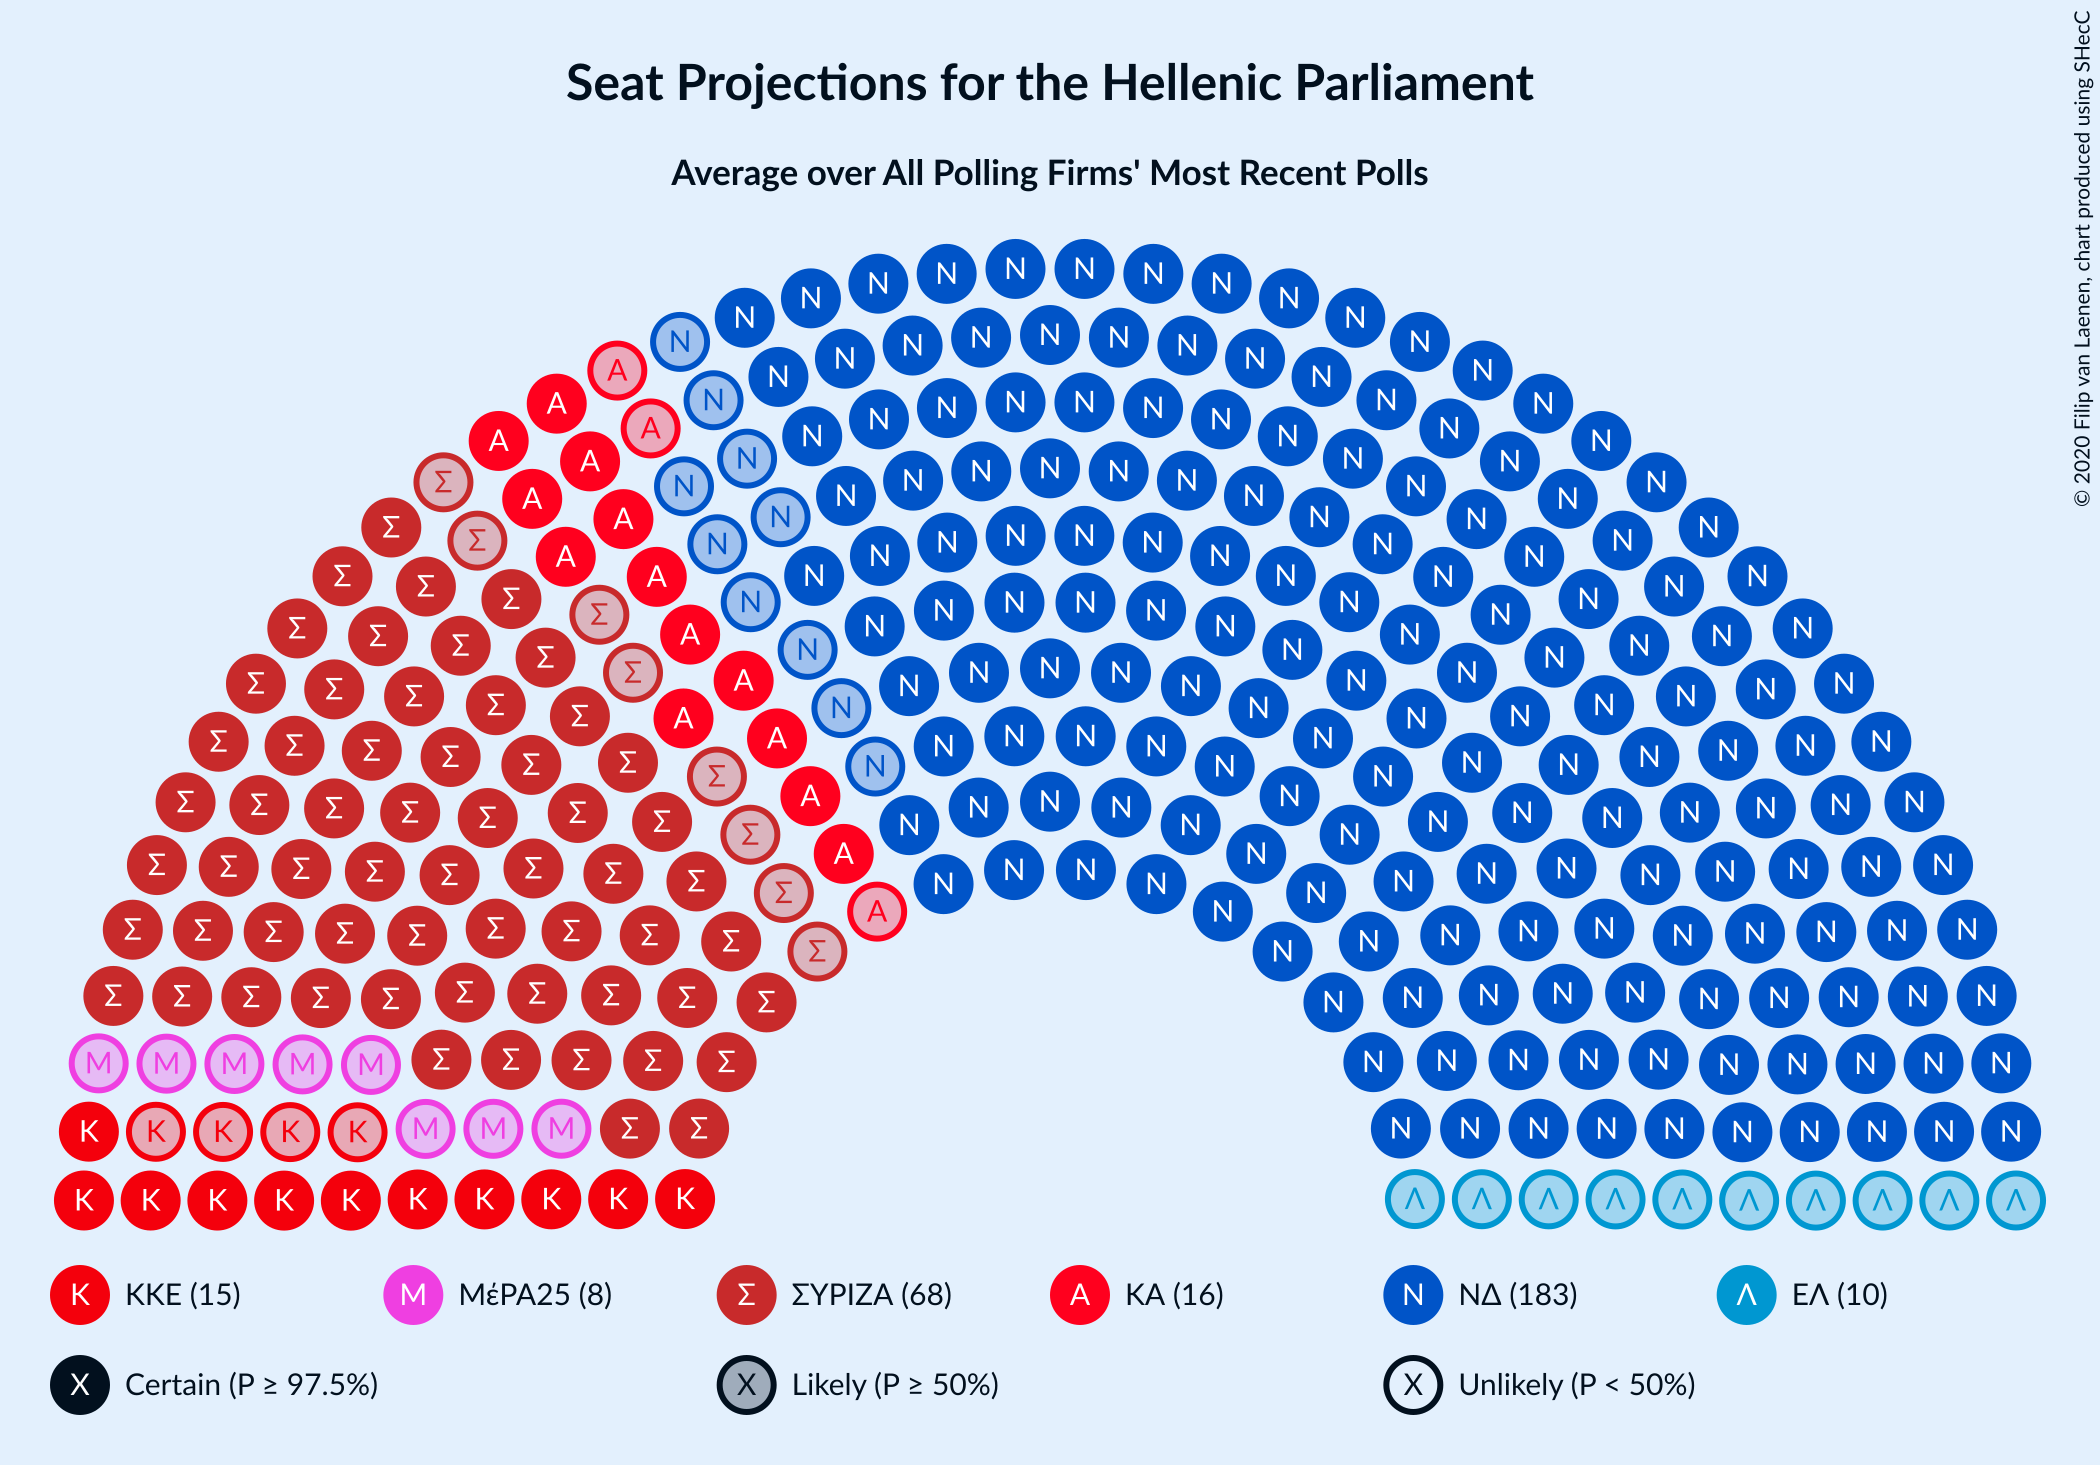 Seat Projections for the Hellenic Parliament
Average over All Polling Firms' Most Recent Polls
© 2020 Filip van Laenen, chart produced using SHecC
K KKE (15) M ΜέΡΑ25 (8) Σ ΣΥΡΙΖΑ (68) A ΚΑ (16) N ΝΔ (183) Λ ΕΛ (10)
X Certain (P ≥ 97.5%) X Likely (P ≥ 50%) X Unlikely (P < 50%)